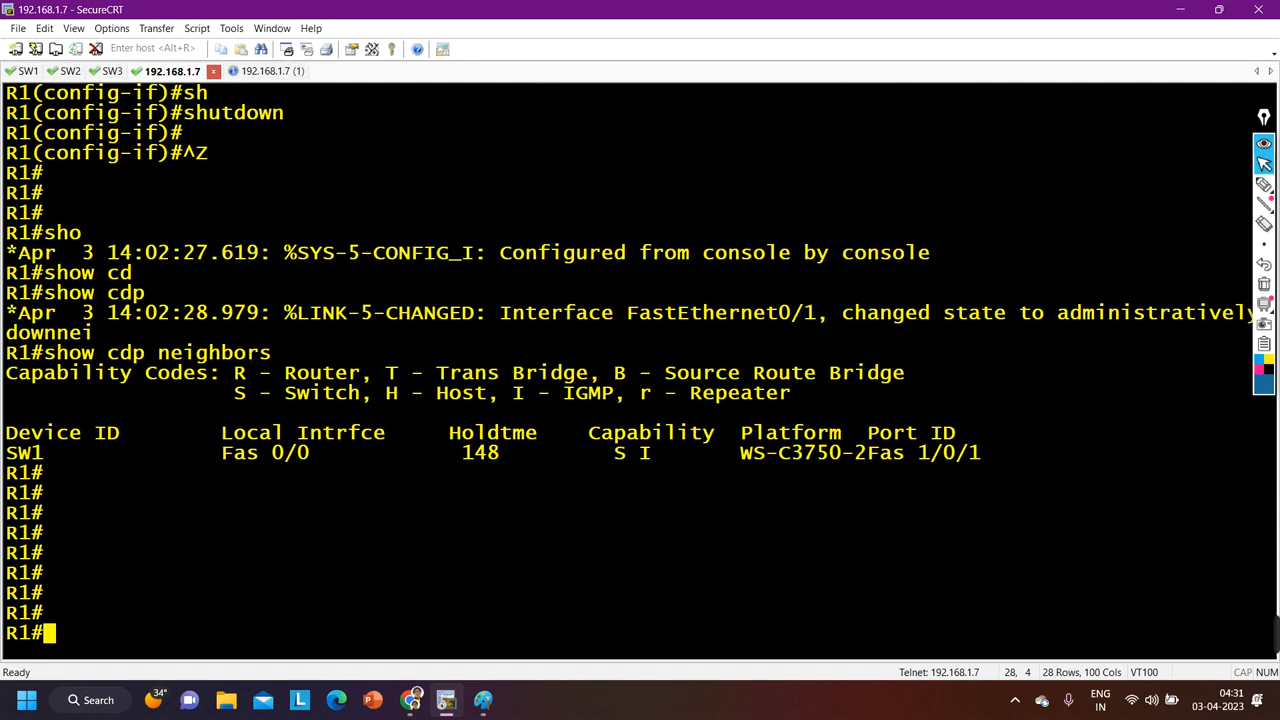 192.168.1.7 - SecureCRT
File Edit View Options Transfer Script Tools Window Help
Enter host <Alt+R>
SW1 SW2 SW3 192.168.1.7 x 192.168.1.7 (1)
R1(config-if)#sh
R1(config-if)#shutdown
R1(config-if)#
R1(config-if)#^Z
R1#
R1#
R1#
R1#sho
*Apr  3 14:02:27.619: %SYS-5-CONFIG_I: Configured from console by console
R1#show cd
R1#show cdp
*Apr  3 14:02:28.979: %LINK-5-CHANGED: Interface FastEthernet0/1, changed state to administratively
downnei
R1#show cdp neighbors
Capability Codes: R - Router, T - Trans Bridge, B - Source Route Bridge
S - Switch, H - Host, I - IGMP, r - Repeater
Device ID Local Intrfce Holdtme Capability Platform Port ID
SW1 Fas 0/0 148 S I WS-C3750-2Fas 1/0/1
R1#
R1#
R1#
R1#
R1#
R1#
R1#
R1#
R1#
Ready Telnet: 192.168.1.7 28, 4 28 Rows, 100 Cols VT100 CAP NUM
Search 34° L ENG 04:31
IN 03-04-2023